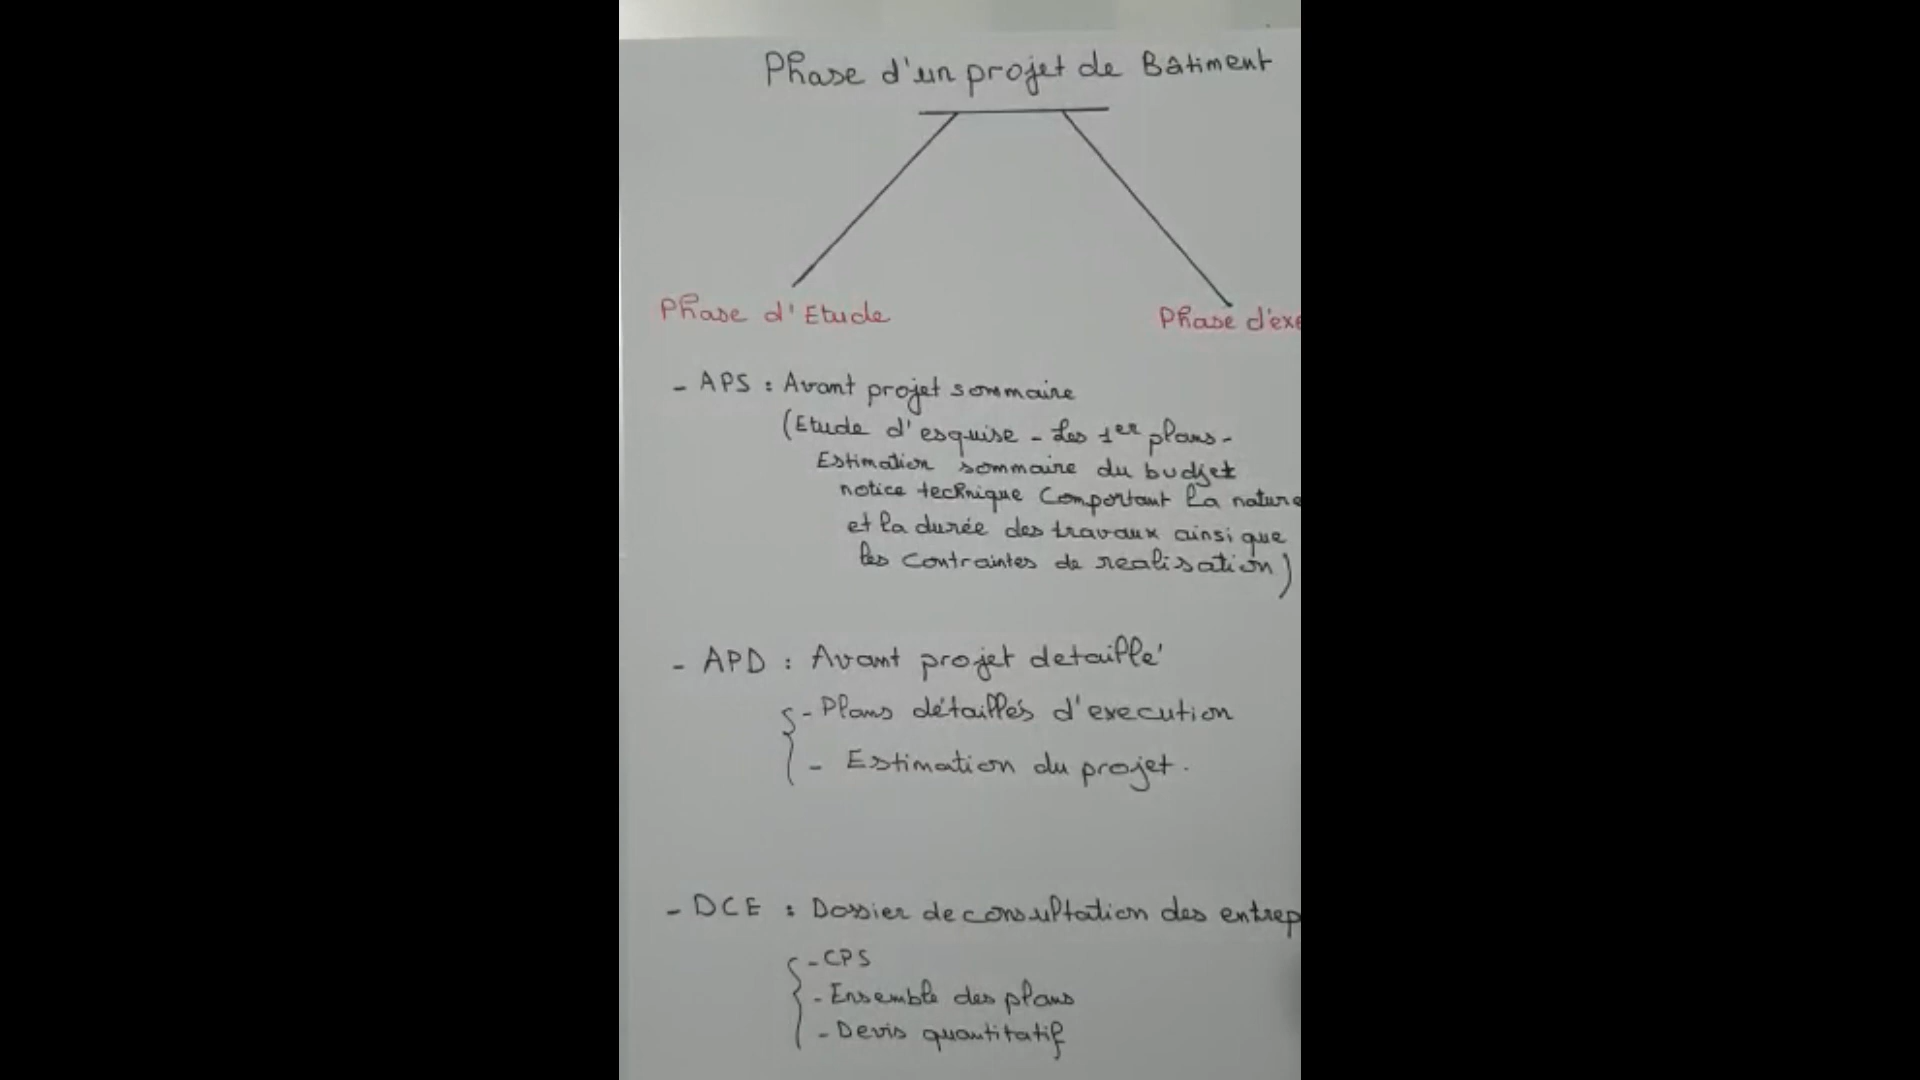 Phase d'un projet de Bâtiment
Phase d'Etude
Phase d'exe
- APS : Avant projet sommaire
(Etude d'esquise - Les 1er plans -
Estimation sommaire du budget
notice technique comportant la nature
et la durée des travaux ainsi que
les contraintes de realisation)
- APD : Avant projet detaillé
- Plans détaillés d'execution
- Estimation du projet.
- DCE : Dossier de consultation des entrep
- CPS
- Ensemble des plans
- Devis quantitatif